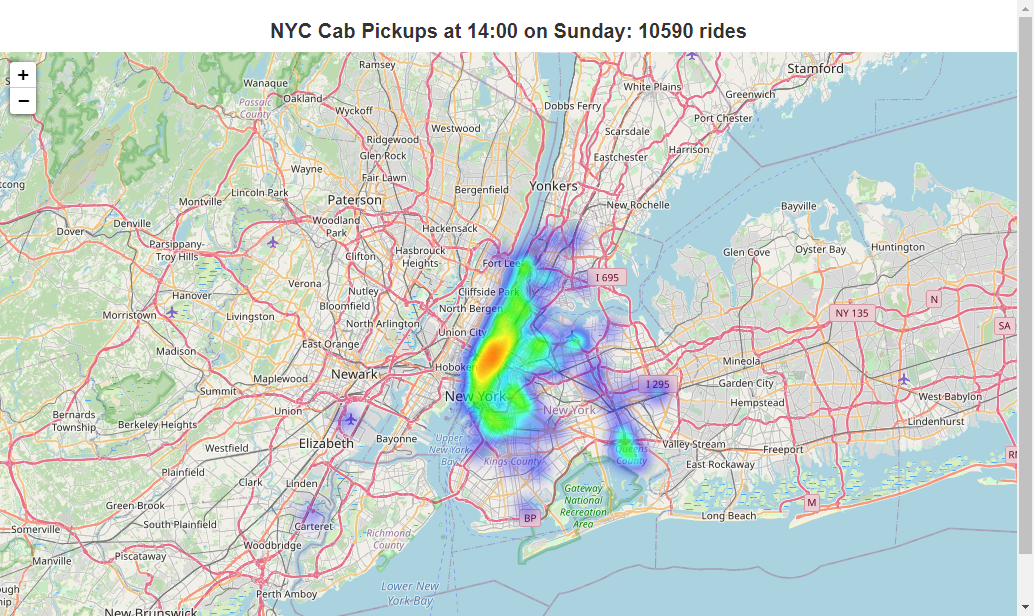 NYC Cab Pickups at 14:00 on Sunday: 10590 rides
+
−
Ramsey
Stamford
White Plains
Wanaque
Greenwich
Oakland
Passaic
County
Dobbs Ferry
Wyckoff
Port Chester
Westwood
Scarsdale
Ridgewood
Harrison
Glen Rock
Eastchester
tcong
Wayne
Fair Lawn
Yonkers
Lincoln Park
Bergenfield
Montville
Paterson
New Rochelle
Bayville
Denville
Woodland
Park
Hackensack
Dover
Parsippany-
Troy Hills
Hasbrouck
Heights
Clifton
Glen Cove
Oyster Bay
Huntington
Fort Lee
I 695
Verona
Nutley
Cliffside Park
Hanover
Bloomfield
North Bergen
N
Morristown
Livingston
North Arlington
NY 135
SA
Union City
East Orange
Madison
Mineola
Hoboke
Newark
Maplewood
I 295
Garden City
Summit
New York
West Babylon
Hempstead
Union
New York
Bernards
Township
Berkeley Heights
Lindenhurst
Bayonne
Elizabeth
Upper
New York
Bay
Valley Stream
Freeport
Westfield
Queens
County
Kings County
East Rockaway
Plainfield
Clark
Linden
Gateway
National
Recreation
Area
M
Green Brook
BP
Long Beach
South Plainfield
Carteret
Somerville
Richmond
County
Woodbridge
Piscataway
Manville
Lower New
York Bay
Perth Amboy
New Brunswick